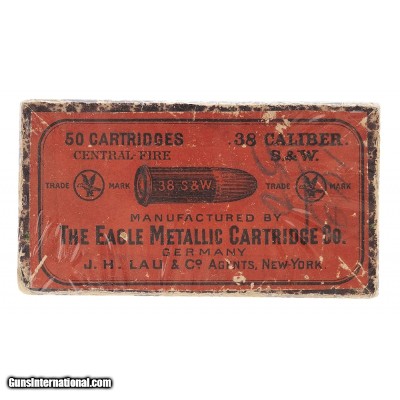 50 CARTRIDGES .38 CALIBER.
CENTRAL-FIRE S.&W.
.38 S&W.
TRADE MARK TRADE MARK
MANUFACTURED BY
THE EAGLE METALLIC CARTRIDGE CO.
GERMANY
J. H. LAU & CO AGENTS, NEW-YORK.
GunsInternational.com